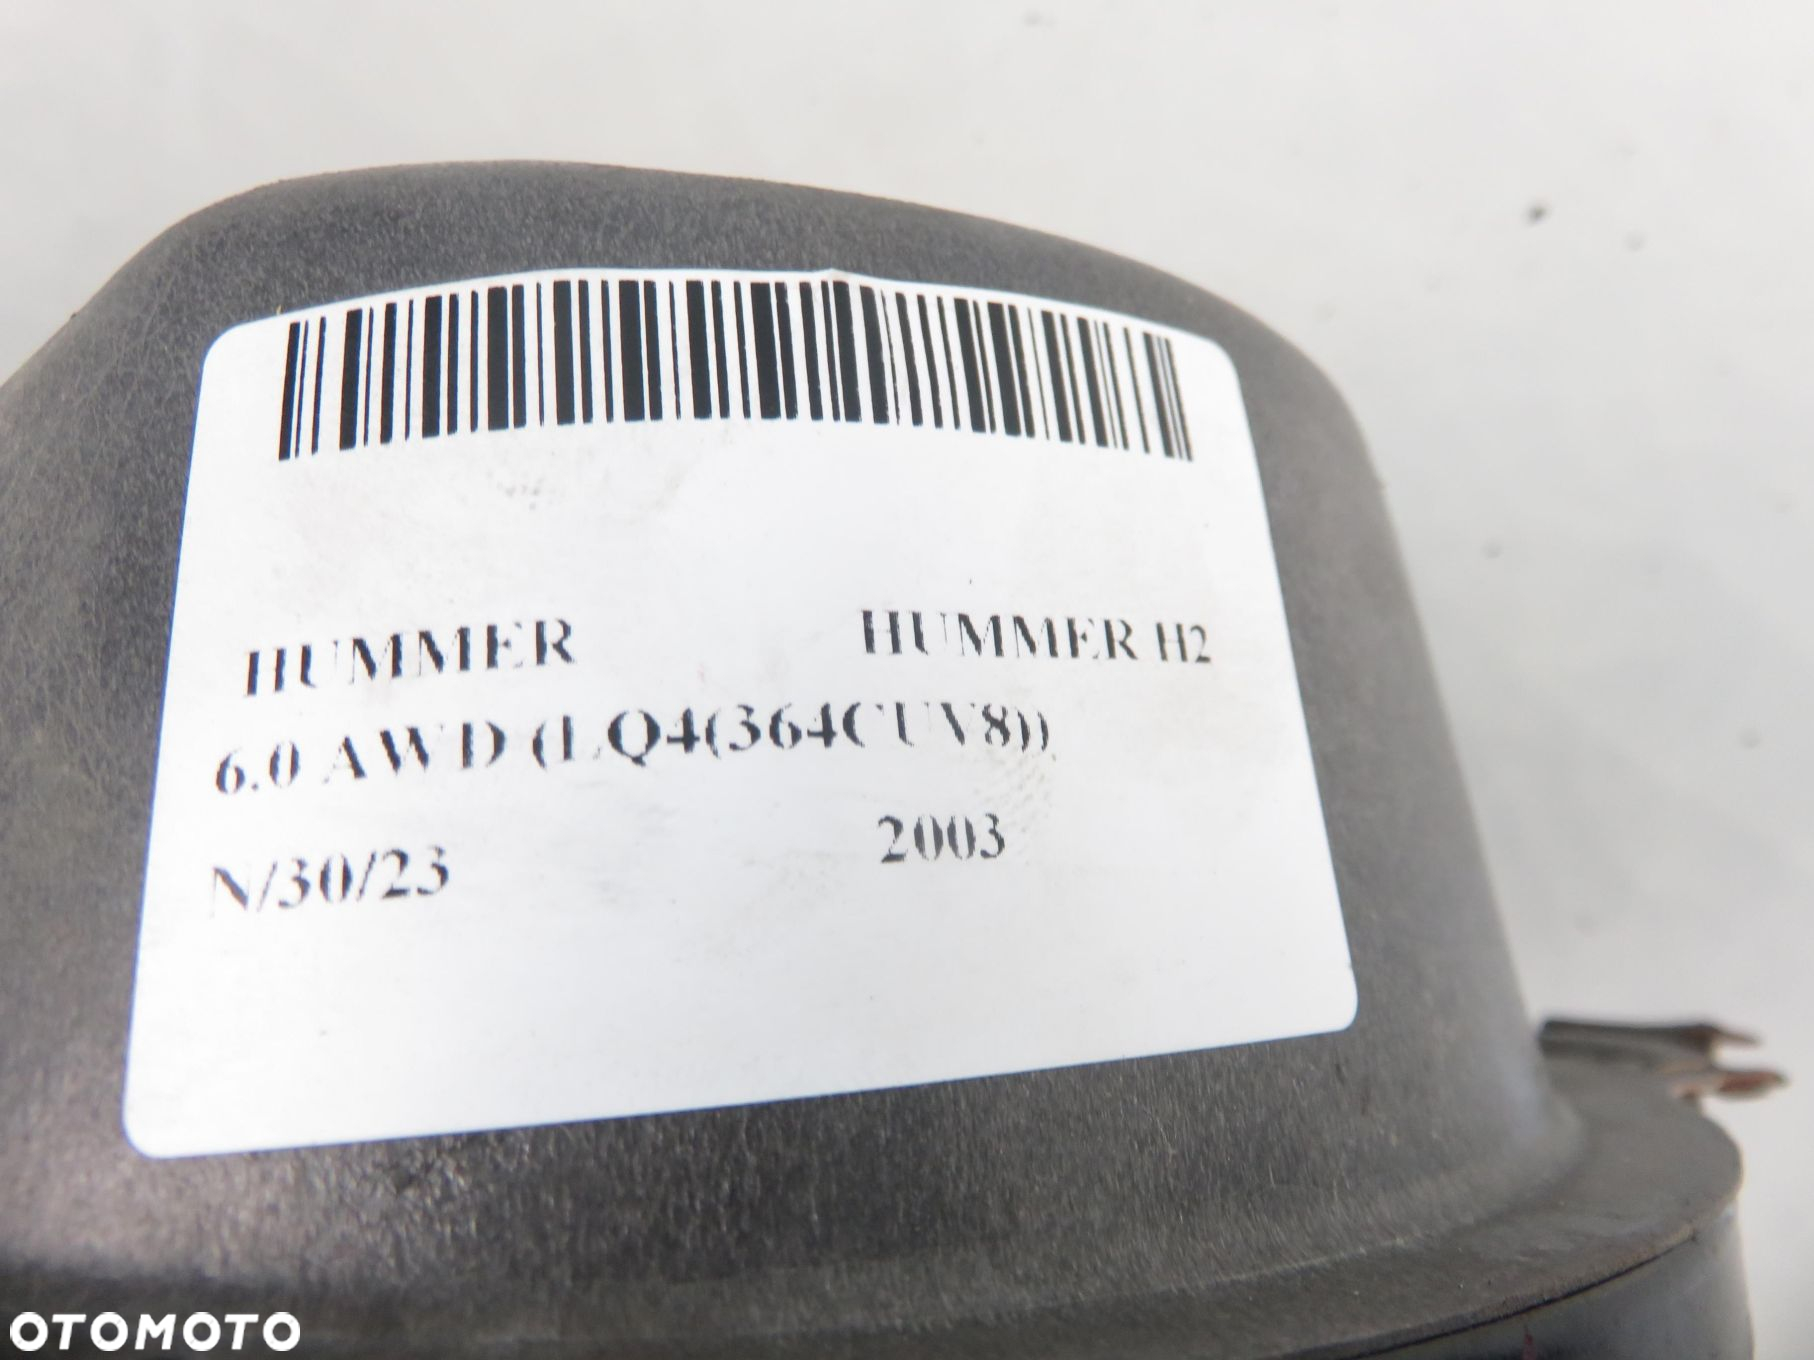 HUMMER HUMMER H2
6.0 AWD (LQ4(364CUV8))
N/30/23 2003
OTOMOTO